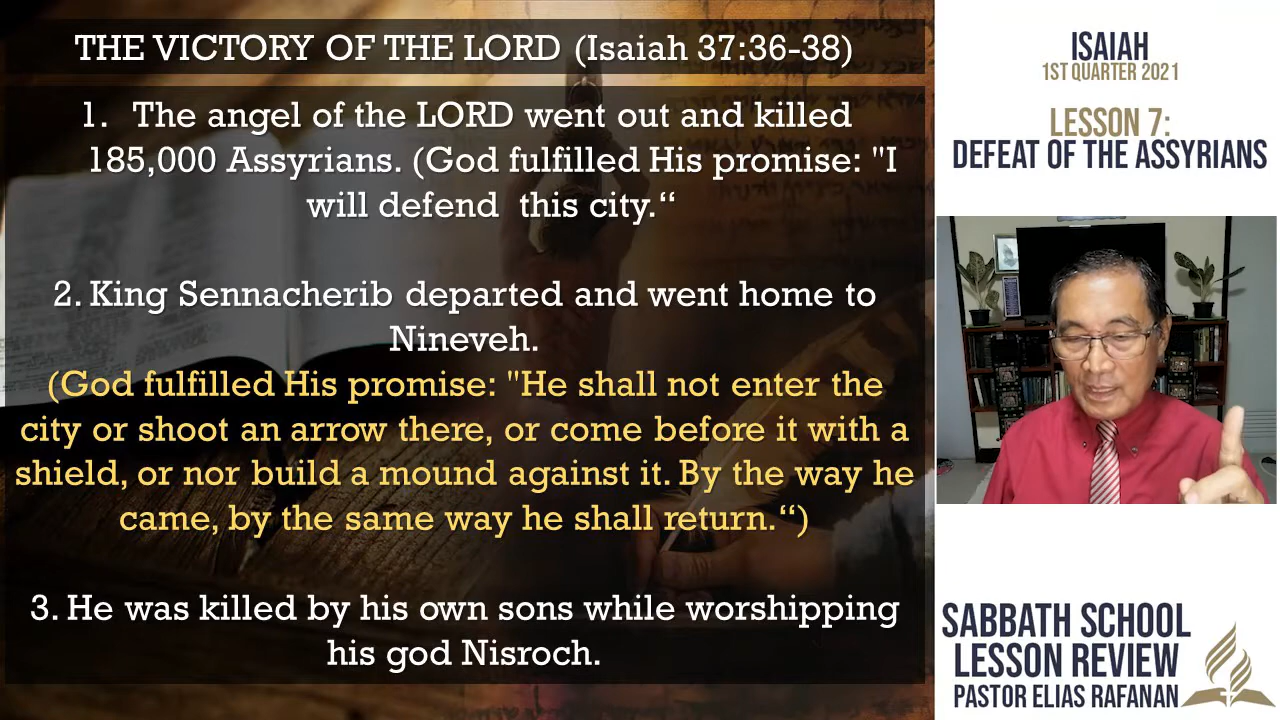 THE VICTORY OF THE LORD (Isaiah 37:36-38)
1. The angel of the LORD went out and killed
185,000 Assyrians. (God fulfilled His promise: "I
will defend this city.“
2. King Sennacherib departed and went home to
Nineveh.
(God fulfilled His promise: "He shall not enter the
city or shoot an arrow there, or come before it with a
shield, or nor build a mound against it. By the way he
came, by the same way he shall return.“)
3. He was killed by his own sons while worshipping
his god Nisroch.
ISAIAH
1ST QUARTER 2021
LESSON 7:
DEFEAT OF THE ASSYRIANS
SABBATH SCHOOL
LESSON REVIEW
PASTOR ELIAS RAFANAN